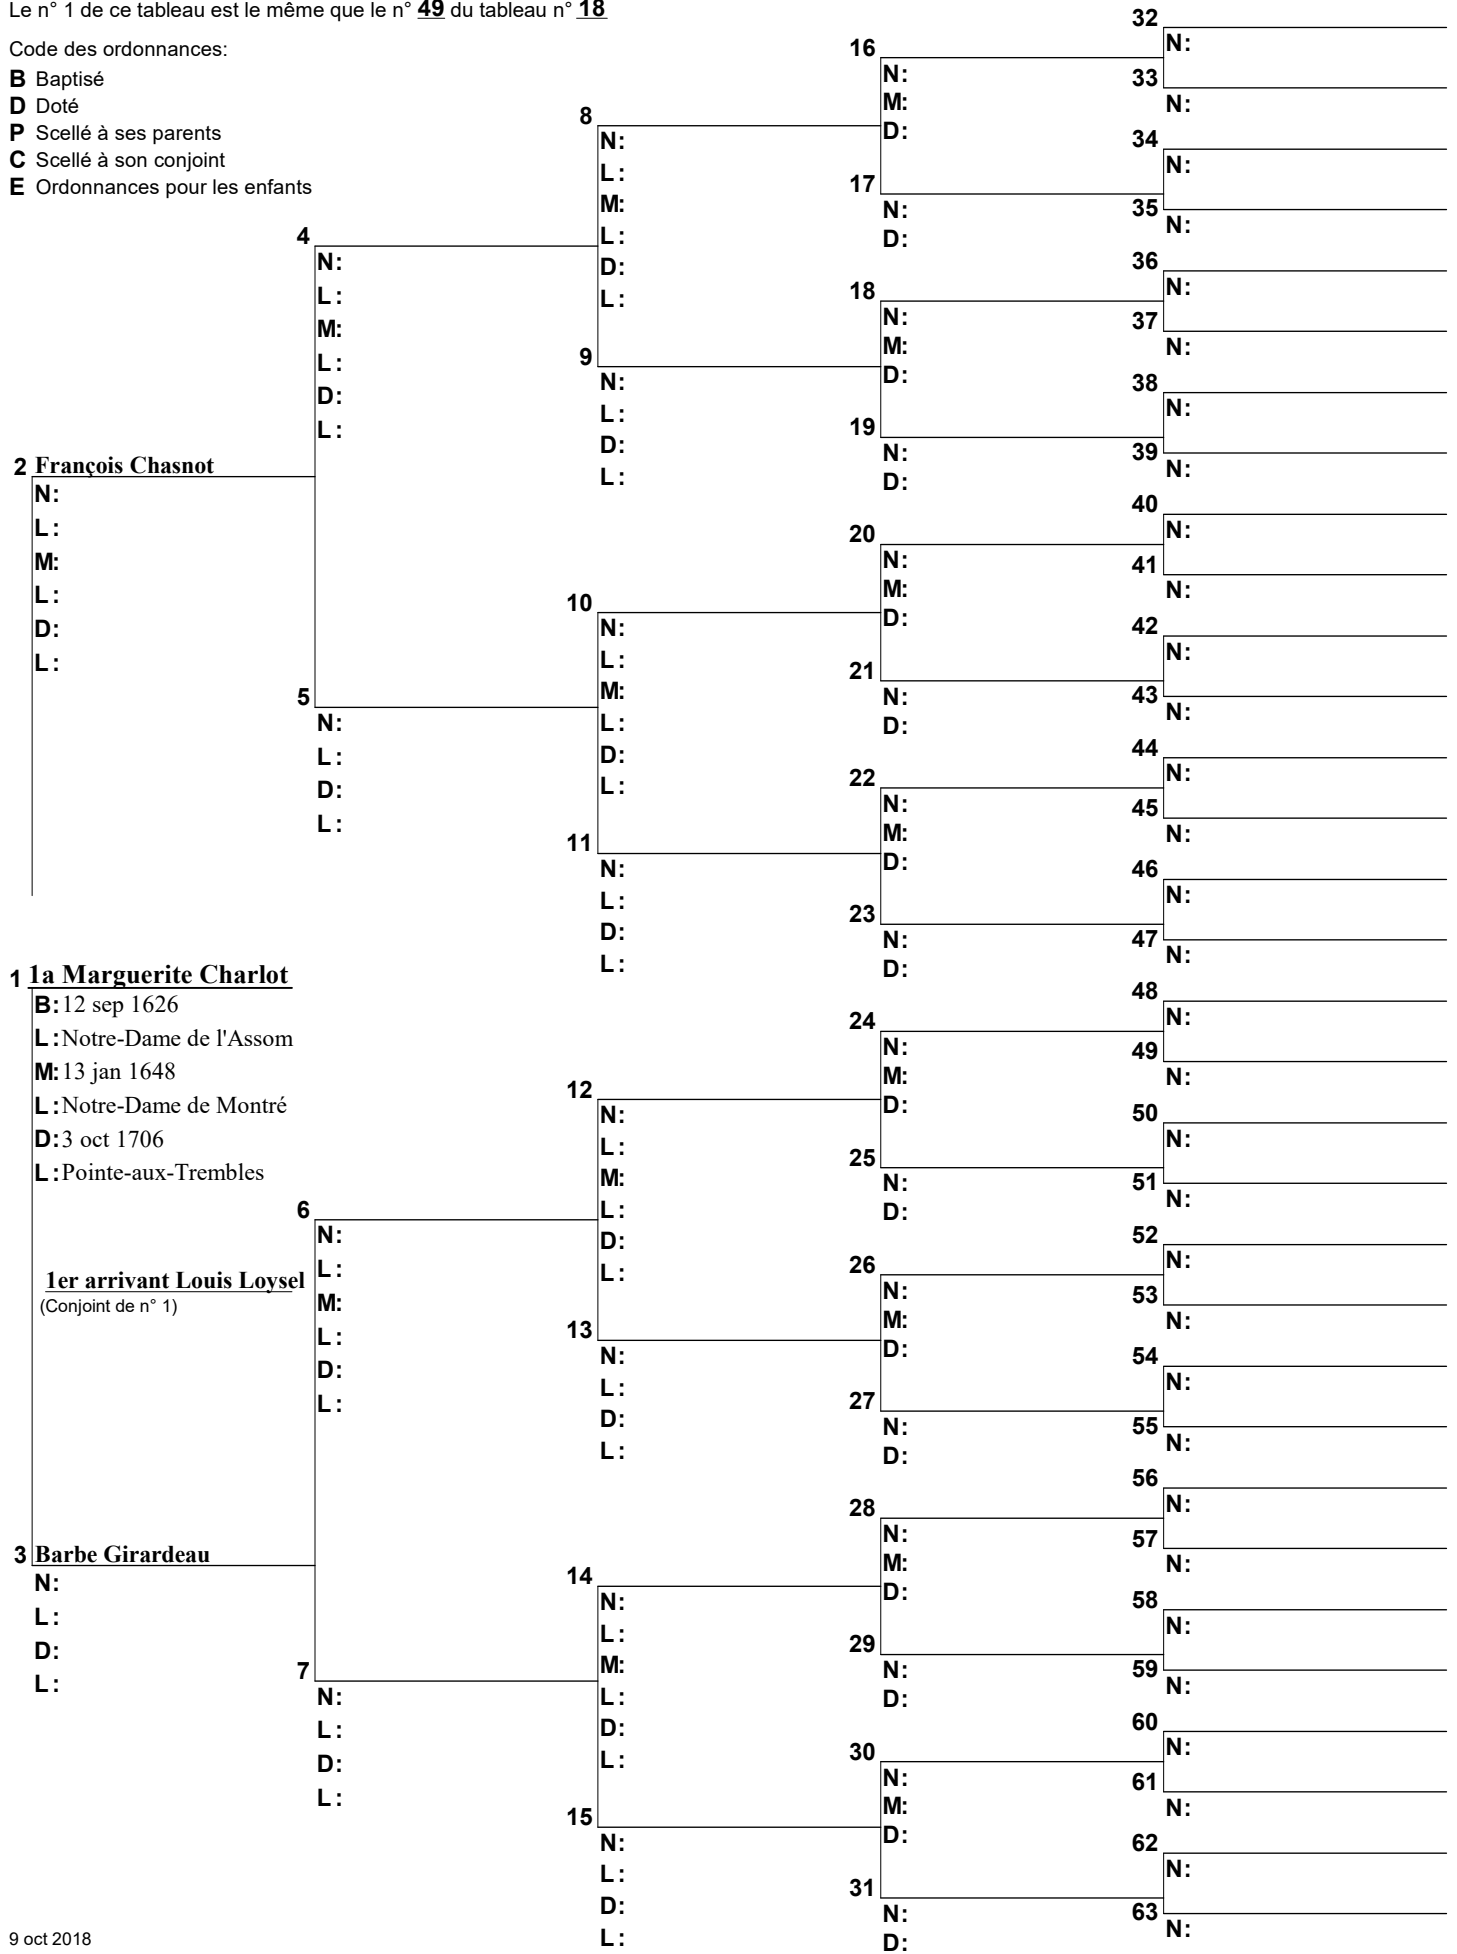 Le n° 1 de ce tableau est le même que le n° 49 du tableau n° 18
Code des ordonnances:
B Baptisé
D Doté
P Scellé à ses parents
C Scellé à son conjoint
E Ordonnances pour les enfants
2 François Chasnot
N:
L:
M:
L:
D:
L:
1 1a Marguerite Charlot
B: 12 sep 1626
L: Notre-Dame de l'Assom
M: 13 jan 1648
L: Notre-Dame de Montré
D: 3 oct 1706
L: Pointe-aux-Trembles
1er arrivant Louis Loysel
(Conjoint de n° 1)
3 Barbe Girardeau
N:
L:
D:
L:
4
N:
L:
M:
L:
D:
L:
5
N:
L:
D:
L:
6
N:
L:
M:
L:
D:
L:
7
N:
L:
D:
L:
8
N:
L:
M:
L:
D:
L:
9
N:
L:
D:
L:
10
N:
L:
M:
L:
D:
L:
11
N:
L:
D:
L:
12
N:
L:
M:
L:
D:
L:
13
N:
L:
D:
L:
14
N:
L:
M:
L:
D:
L:
15
N:
L:
D:
L:
16
N:
M:
D:
17
N:
D:
18
N:
M:
D:
19
N:
D:
20
N:
M:
D:
21
N:
D:
22
N:
M:
D:
23
N:
D:
24
N:
M:
D:
25
N:
D:
26
N:
M:
D:
27
N:
D:
28
N:
M:
D:
29
N:
D:
30
N:
M:
D:
31
N:
D:
32
N:
33
N:
34
N:
35
N:
36
N:
37
N:
38
N:
39
N:
40
N:
41
N:
42
N:
43
N:
44
N:
45
N:
46
N:
47
N:
48
N:
49
N:
50
N:
51
N:
52
N:
53
N:
54
N:
55
N:
56
N:
57
N:
58
N:
59
N:
60
N:
61
N:
62
N:
63
N:
9 oct 2018